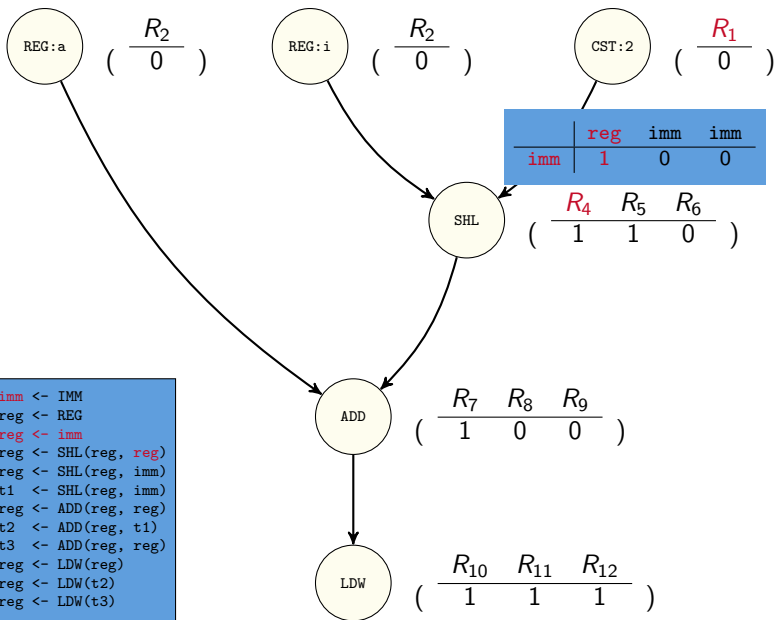 REG:a ( R2 0 )
REG:i ( R2 0 )
CST:2 ( R1 0 )
reg imm imm
imm 1 0 0
SHL ( R4 R5 R6
1 1 0 )
ADD ( R7 R8 R9
1 0 0 )
imm <- IMM
reg <- REG
reg <- imm
reg <- SHL(reg, reg)
reg <- SHL(reg, imm)
t1 <- SHL(reg, imm)
reg <- ADD(reg, reg)
t2 <- ADD(reg, t1)
t3 <- ADD(reg, reg)
reg <- LDW(reg)
reg <- LDW(t2)
reg <- LDW(t3)
LDW ( R10 R11 R12
1 1 1 )